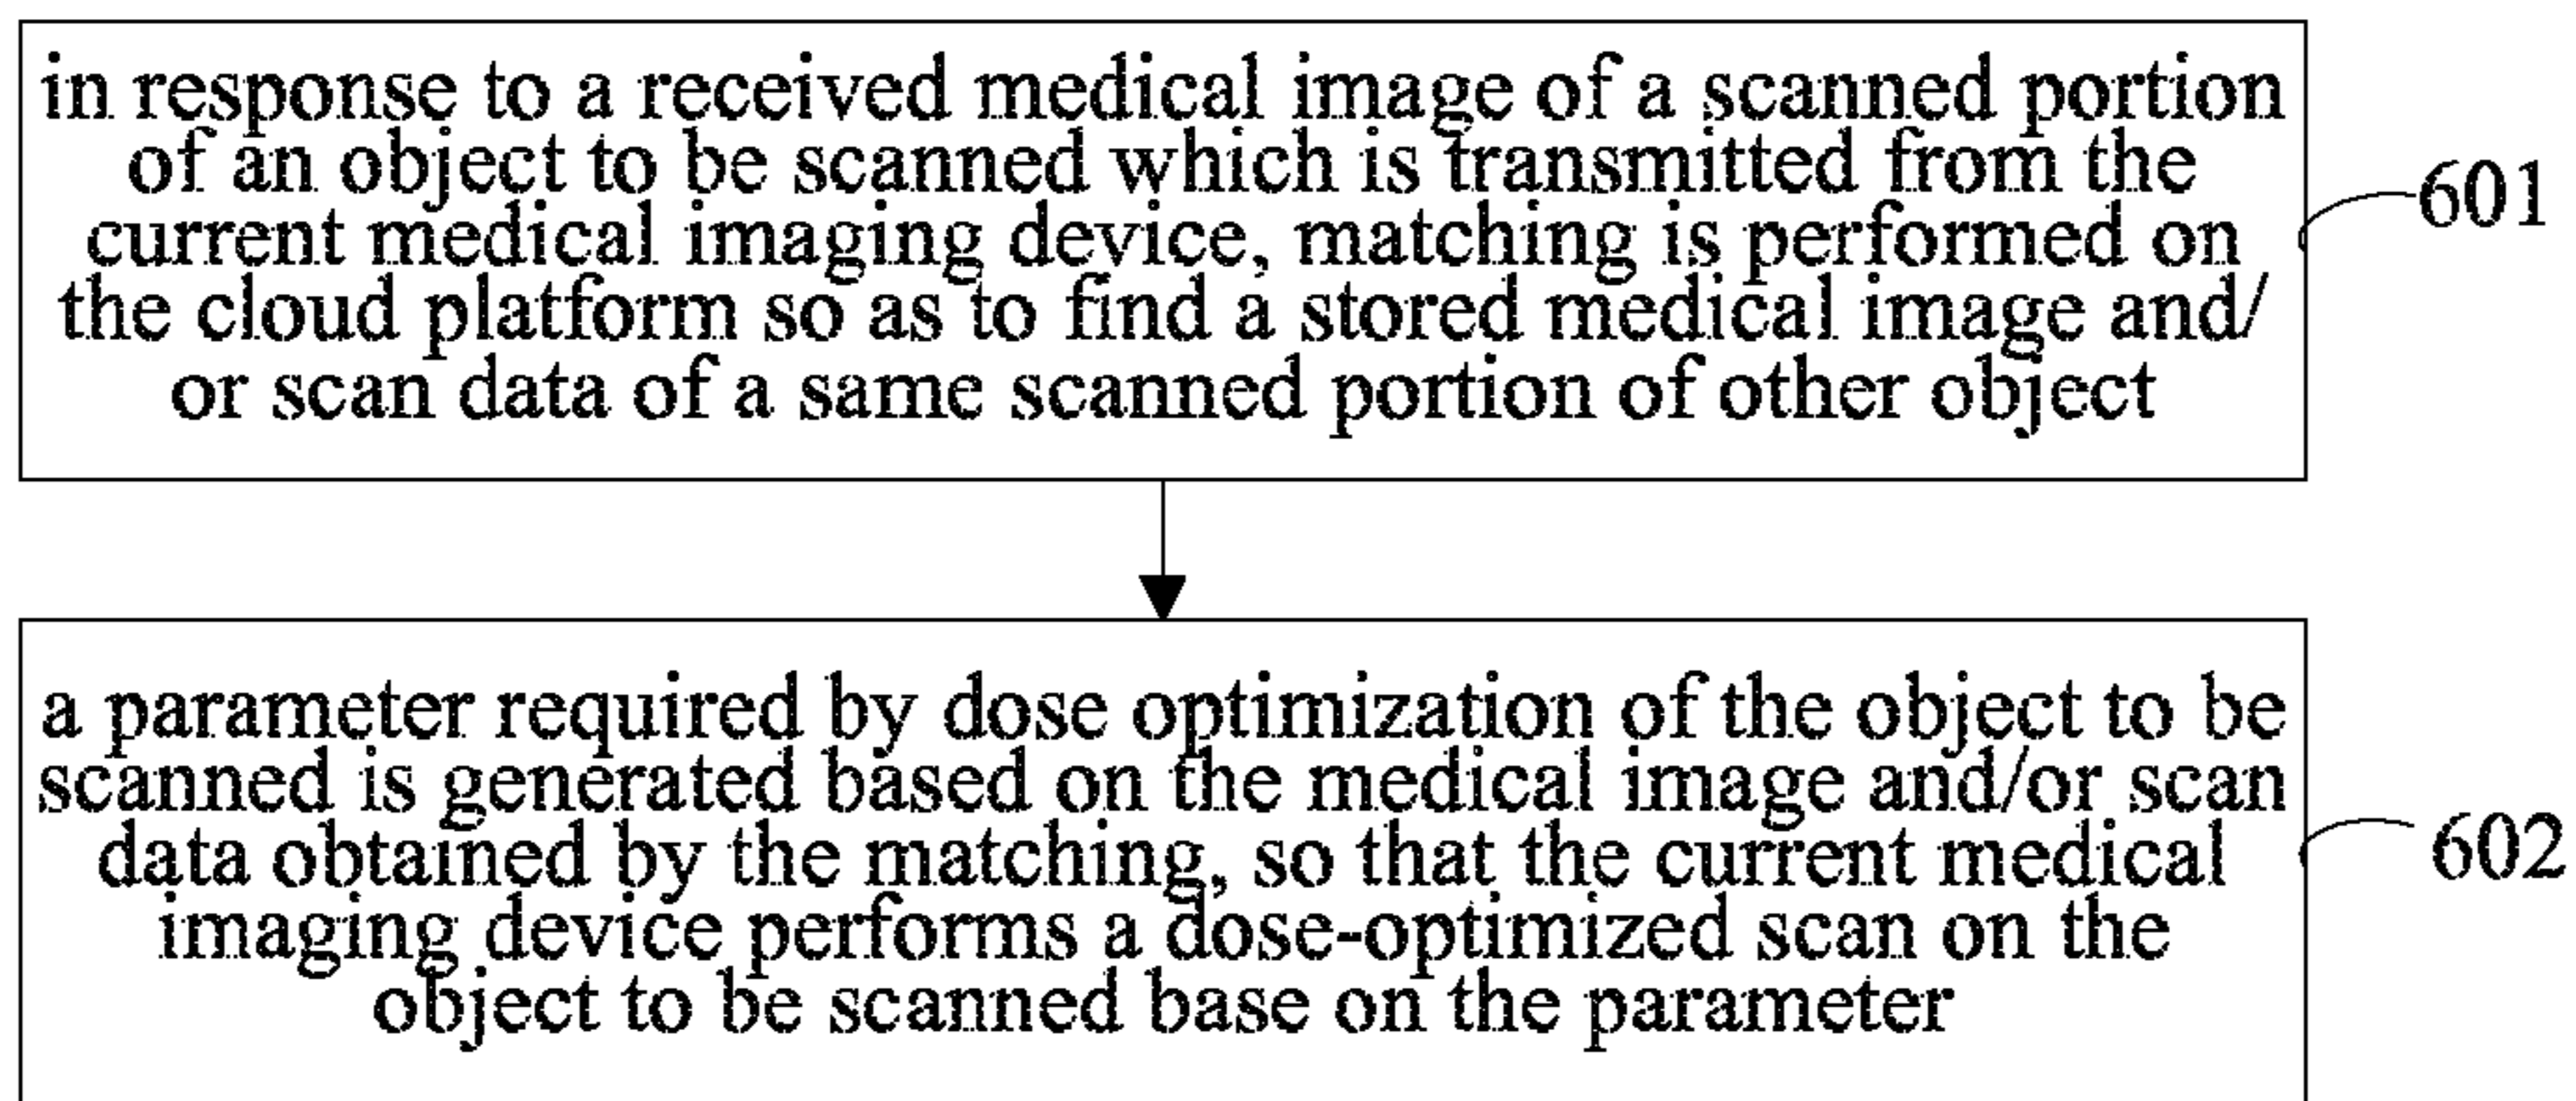 in response to a received medical image of a scanned portion
of an object to be scanned which is transmitted from the
current medical imaging device, matching is performed on
the cloud platform so as to find a stored medical image and/
or scan data of a same scanned portion of other object
601
a parameter required by dose optimization of the object to be
scanned is generated based on the medical image and/or scan
data obtained by the matching, so that the current medical
imaging device performs a dose-optimized scan on the
object to be scanned base on the parameter
602